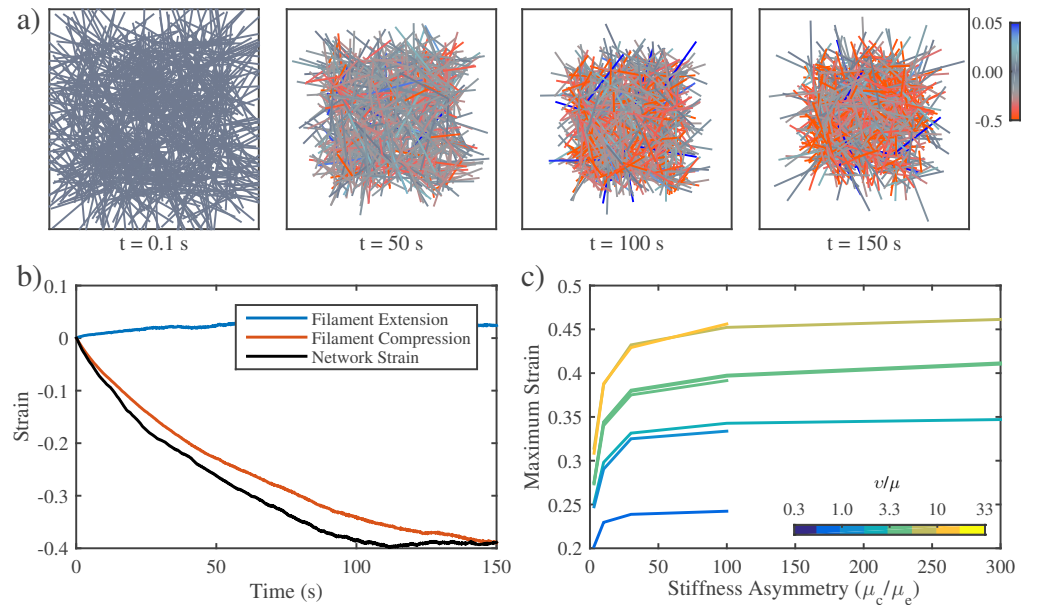 a)
0.05
0.00
-0.5
t = 0.1 s
t = 50 s
t = 100 s
t = 150 s
b)
0.1
0
-0.1
-0.2
-0.3
-0.4
Strain
0
50
100
150
Time (s)
Filament Extension
Filament Compression
Network Strain
c)
0.5
0.45
0.4
0.35
0.3
0.25
0.2
Maximum Strain
υ/μ
0.3
1.0
3.3
10
33
0
50
100
150
200
250
300
Stiffness Asymmetry (μc/μe)